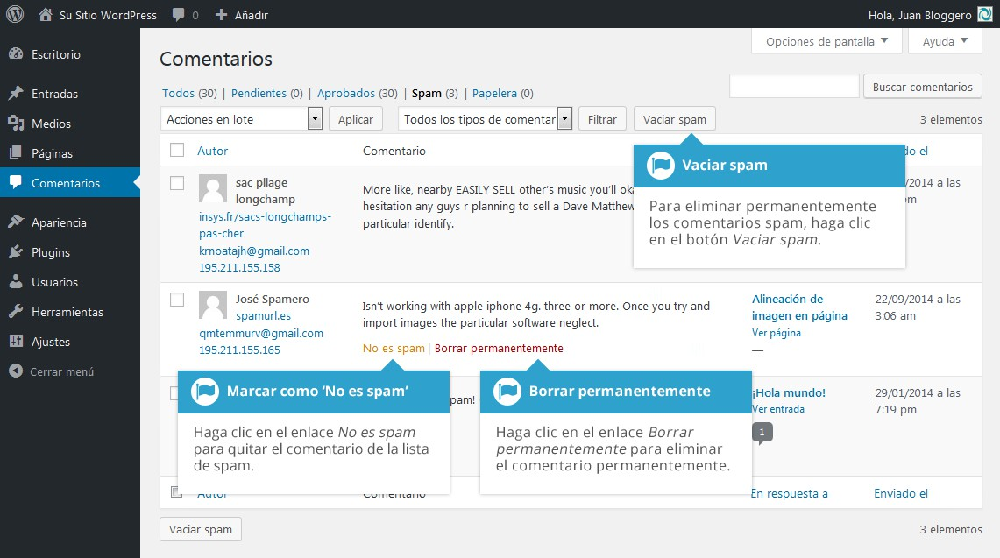 Su Sitio WordPress 0 Añadir Hola, Juan Bloggero
Escritorio
Entradas
Medios
Páginas
Comentarios
Apariencia
Plugins
Usuarios
Herramientas
Ajustes
Cerrar menú
Opciones de pantalla Ayuda
Comentarios
Todos (30) | Pendientes (0) | Aprobados (30) | Spam (3) | Papelera (0)
Buscar comentarios
Acciones en lote Aplicar Todos los tipos de comentar Filtrar Vaciar spam 3 elementos
Autor Comentario do el
Vaciar spam
Para eliminar permanentemente
los comentarios spam, haga clic
en el botón Vaciar spam.
sac pliage
longchamp
insys.fr/sacs-longchamps-
pas-cher
krnoatajh@gmail.com
195.211.155.158
More like, nearby EASILY SELL other's music you'll oka
hesitation any guys r planning to sell a Dave Matthew
particular identify.
/2014 a las
pm
José Spamero
spamurl.es
qmtemmurv@gmail.com
195.211.155.165
Isn't working with apple iphone 4g. three or more. Once you try and
import images the particular software neglect.
No es spam | Borrar permanentemente
Alineación de
imagen en página
Ver página
—
22/09/2014 a las
3:06 am
Marcar como ‘No es spam’
Haga clic en el enlace No es spam
para quitar el comentario de la lista
de spam.
pam!
Borrar permanentemente
Haga clic en el enlace Borrar
permanentemente para eliminar
el comentario permanentemente.
¡Hola mundo!
Ver entrada
1
29/01/2014 a las
7:19 pm
Autor Comentario En respuesta a Enviado el
Vaciar spam 3 elementos